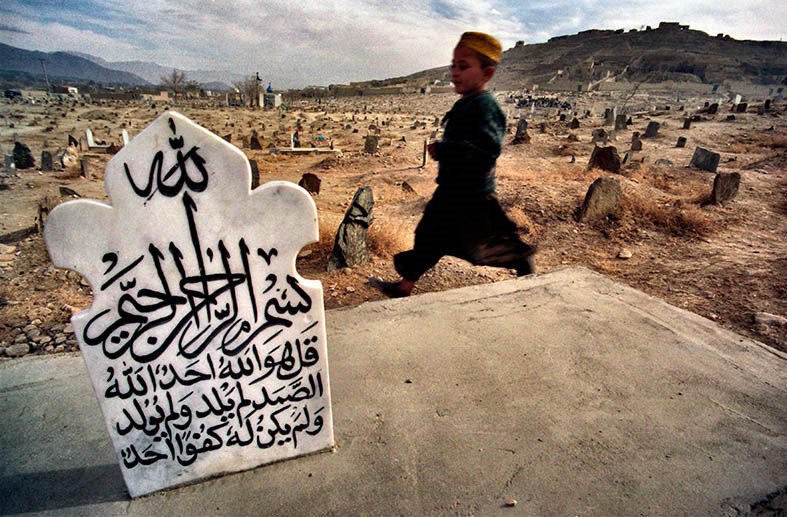 بسم الله الرحمن الرحيم
قل هو الله احد الله
الصمد لم يلد ولم يولد
ولم يكن له كفوا احد